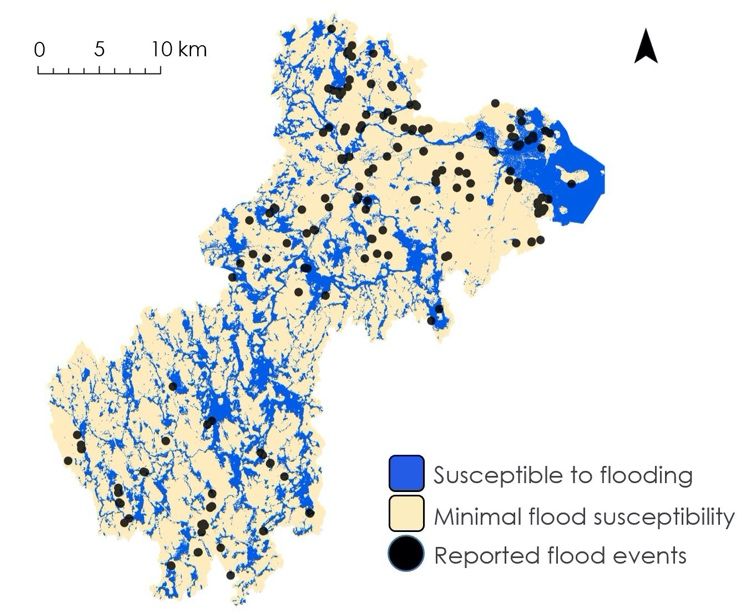 0 5 10 km
Susceptible to flooding
Minimal flood susceptibility
Reported flood events